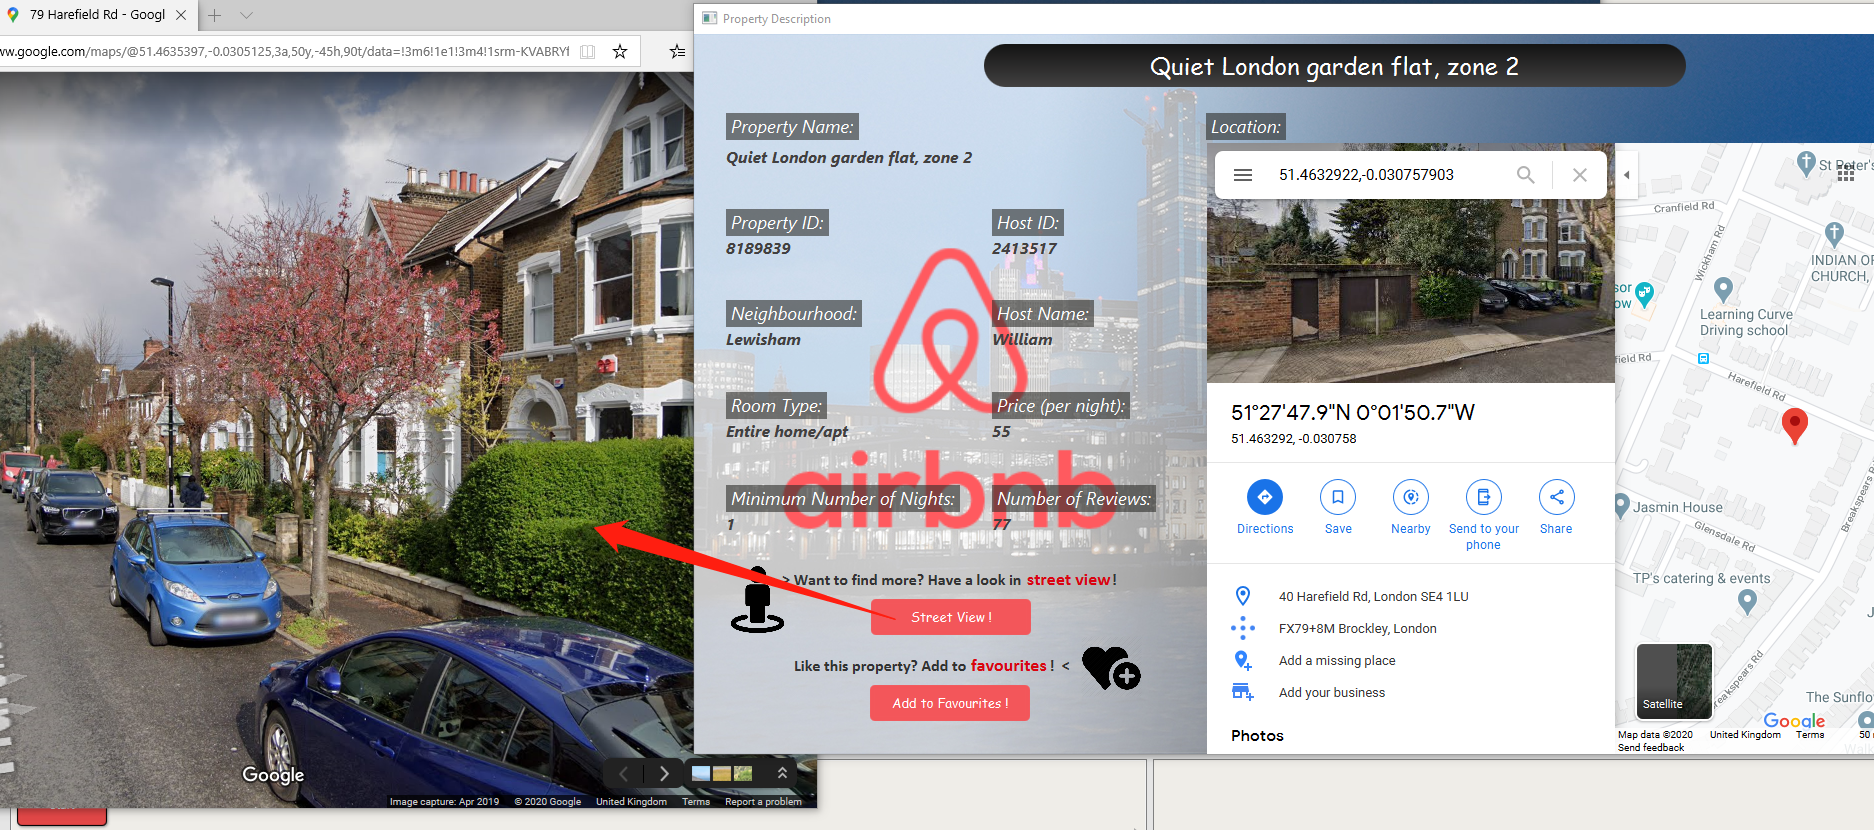 79 Harefield Rd - Googl
ww.google.com/maps/@51.4635397,-0.0305125,3a,50y,-45h,90t/data=!3m6!1e1!3m4!1srm-KVABRYf
Google
Image capture: Apr 2019 © 2020 Google United Kingdom Terms Report a problem
Property Description
Quiet London garden flat, zone 2
Property Name:
Quiet London garden flat, zone 2
Property ID: Host ID:
8189839 2413517
Neighbourhood: Host Name:
Lewisham William
Room Type: Price (per night):
Entire home/apt 55
airbnb
Minimum Number of Nights: Number of Reviews:
1 77
> Want to find more? Have a look in street view!
Street View !
Like this property? Add to favourites ! <
Add to Favourites !
Location:
51.4632922,-0.030757903
51°27'47.9"N 0°01'50.7"W
51.463292, -0.030758
Directions Save Nearby Send to your phone Share
40 Harefield Rd, London SE4 1LU
FX79+8M Brockley, London
Add a missing place
Add your business
Photos
St Peter's
Cranfield Rd
Wickham Rd
INDIAN OR
CHURCH,
sor
ow
Learning Curve
Driving school
field Rd
Harefield Rd
Breakspears Rd
Jasmin House
Glensdale Rd
TP's catering & events
reakspears Rd
The Sunflo
Satellite
Google
Map data ©2020 United Kingdom Terms 50
Send feedback